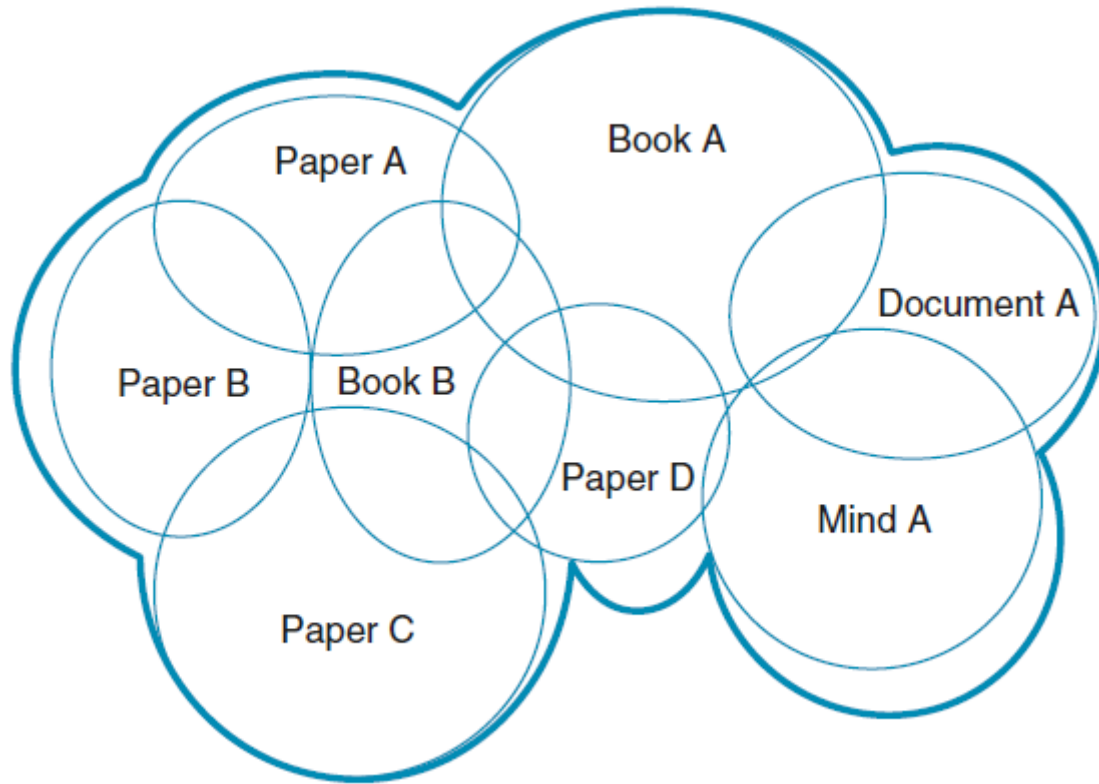 Book A
Paper A
Document A
Paper B
Book B
Paper D
Mind A
Paper C